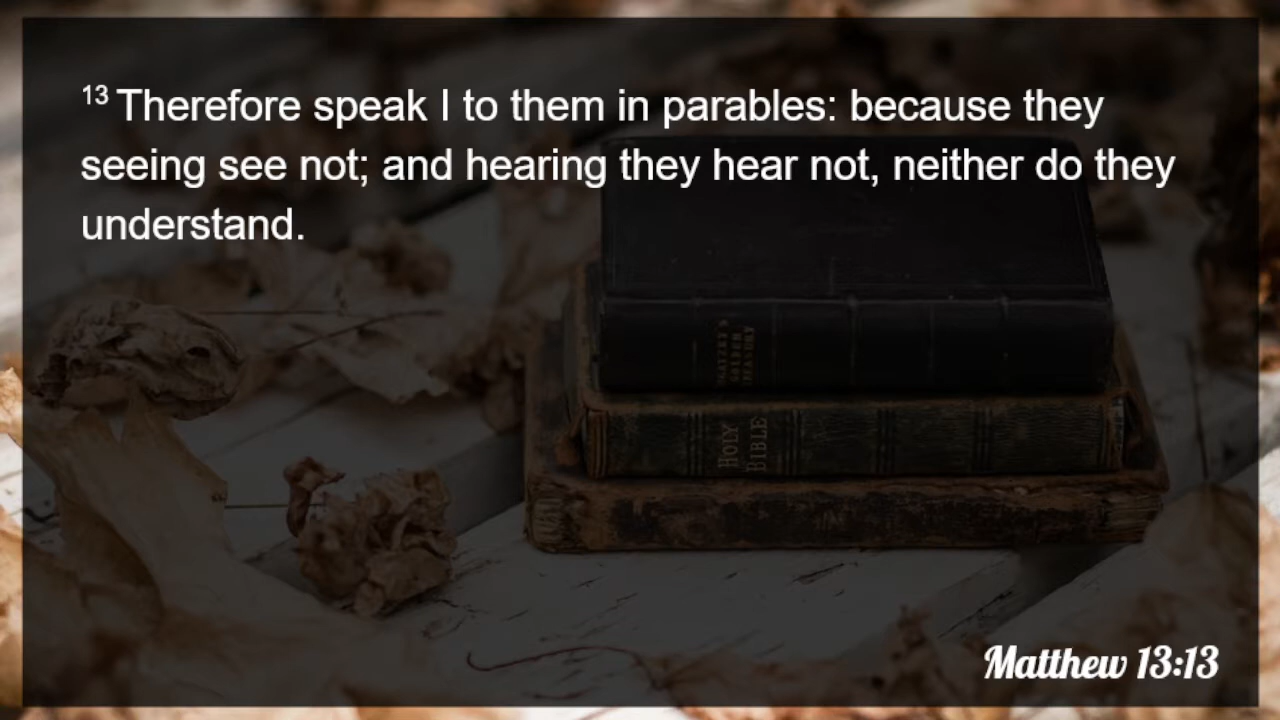 13 Therefore speak I to them in parables: because they
seeing see not; and hearing they hear not, neither do they
understand.
HOLY
BIBLE
Matthew 13:13